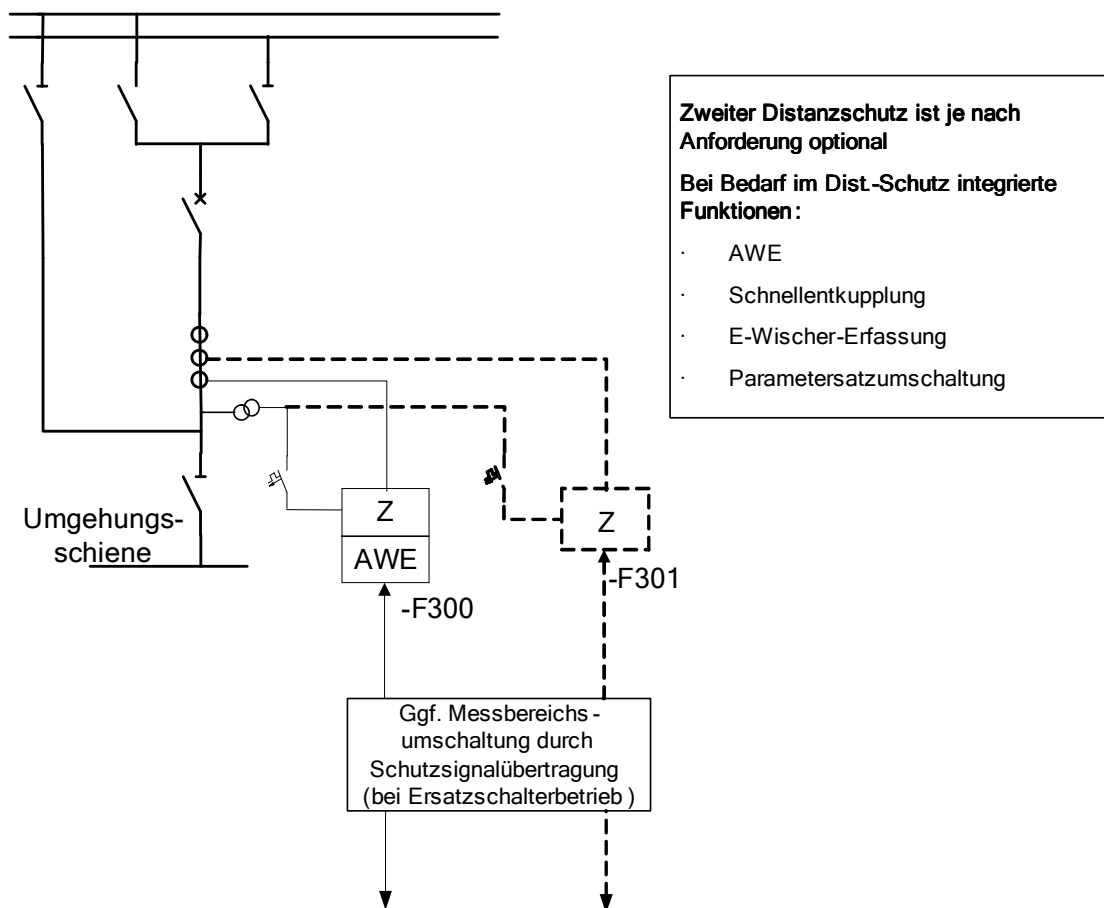 Zweiter Distanzschutz ist je nach
Anforderung optional
Bei Bedarf im Dist.-Schutz integrierte
Funktionen:
· AWE
· Schnellentkupplung
· E-Wischer-Erfassung
· Parametersatzumschaltung
Umgehungs-
schiene
Z
AWE
-F300
Z
-F301
Ggf. Messbereichs-
umschaltung durch
Schutzsignalübertragung
(bei Ersatzschalterbetrieb)